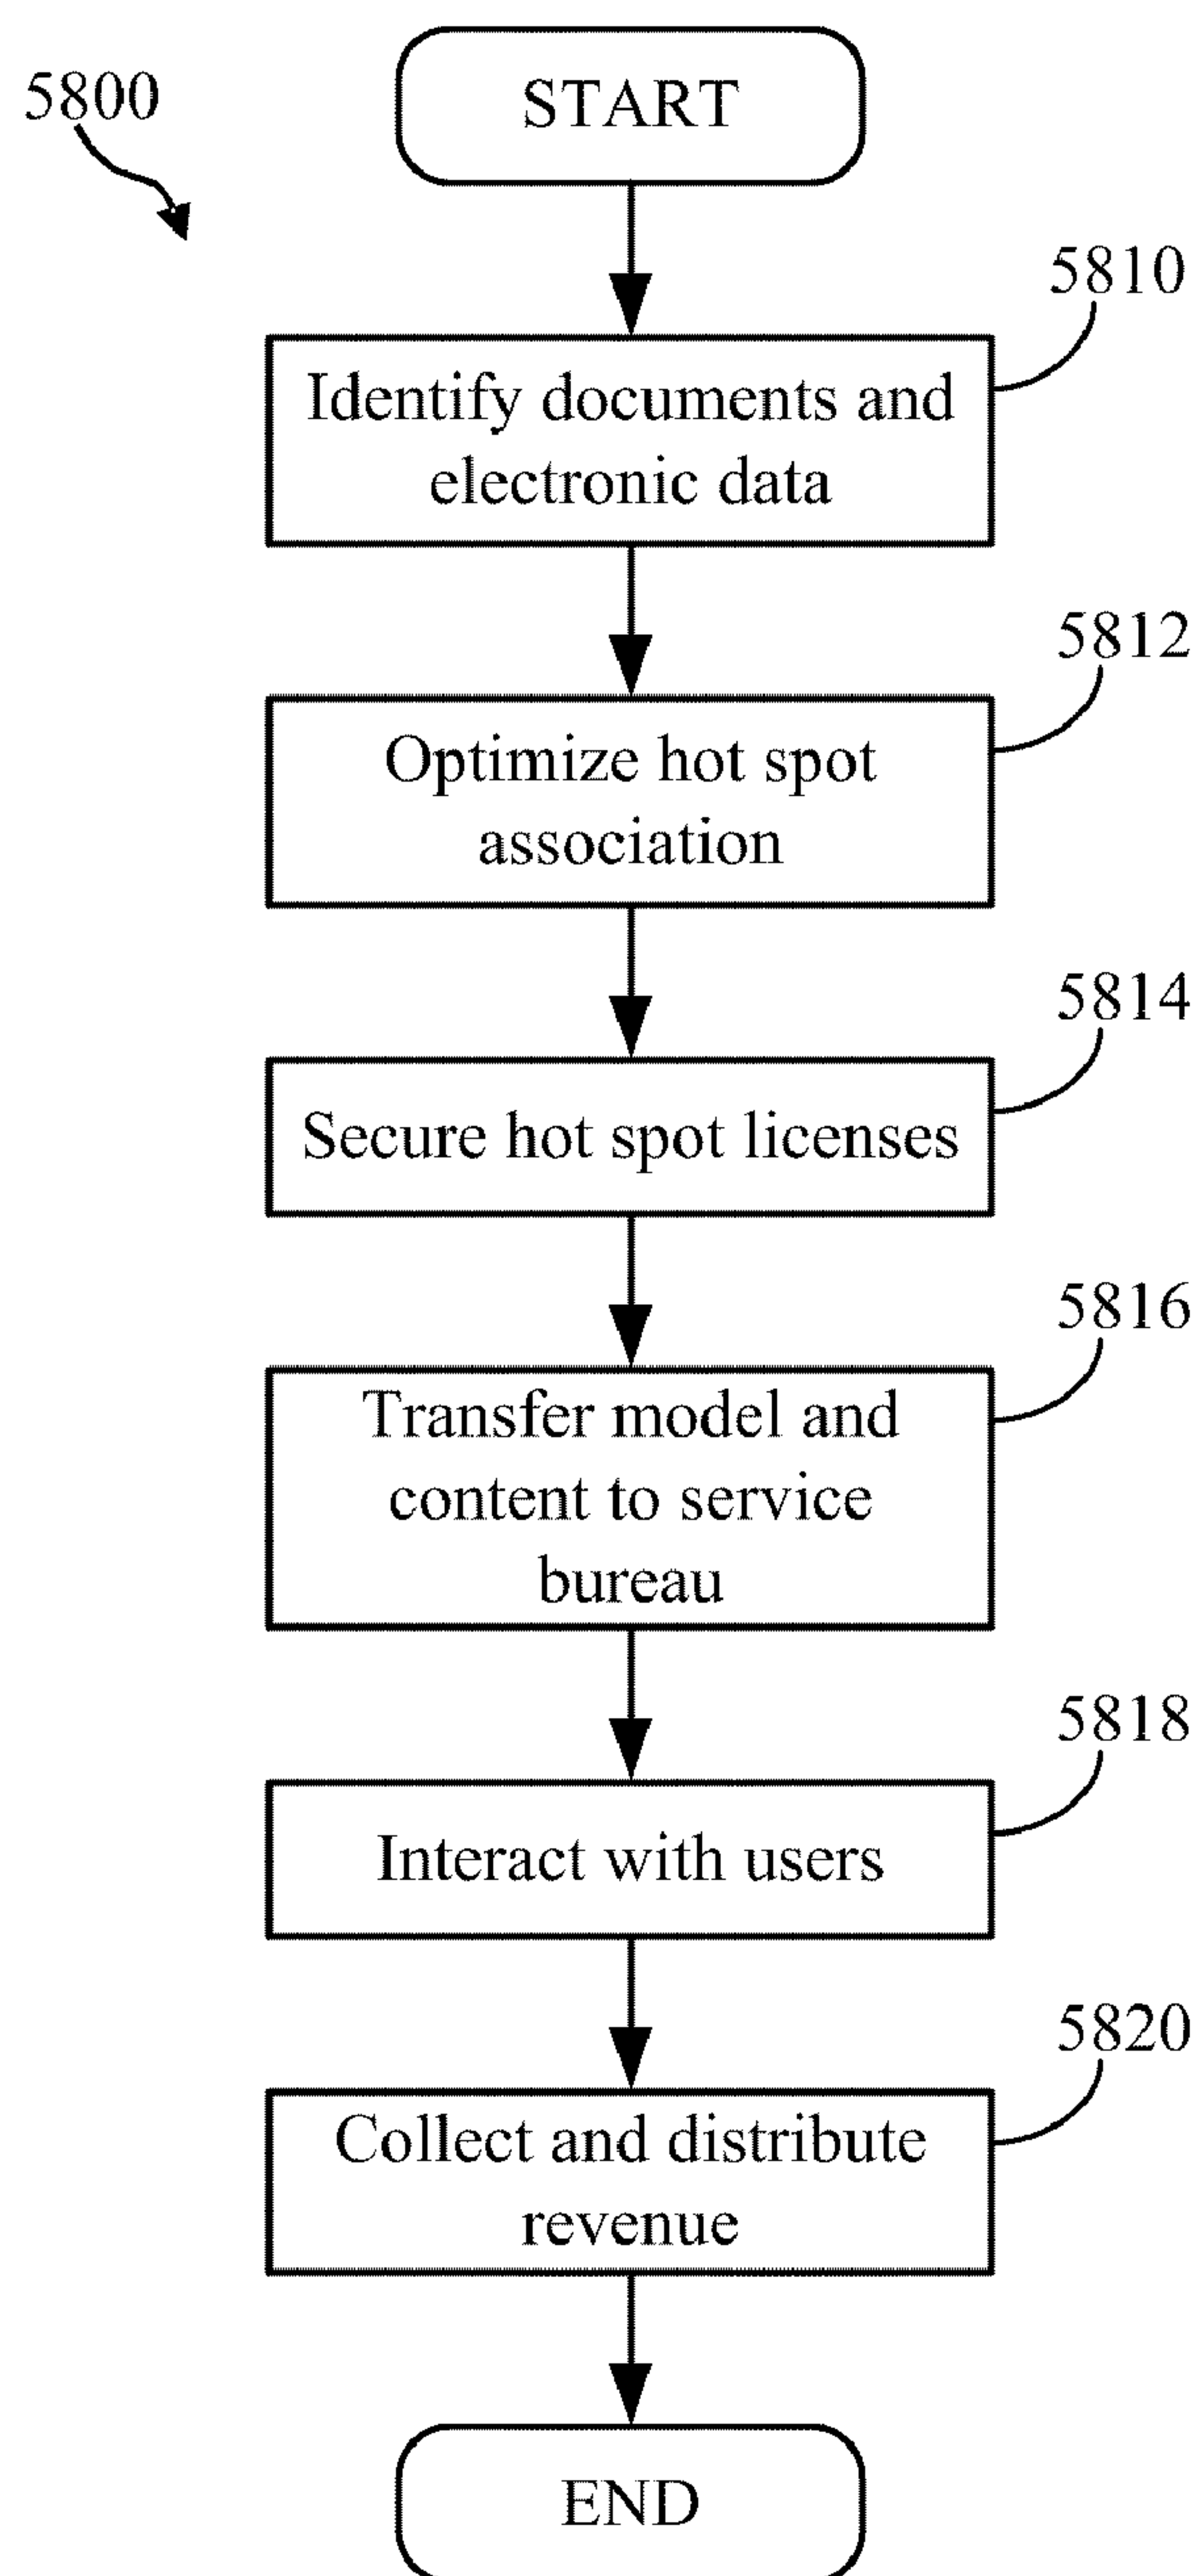 START
5800
5810
Identify documents and
electronic data
5812
Optimize hot spot
association
5814
Secure hot spot licenses
5816
Transfer model and
content to service
bureau
5818
Interact with users
5820
Collect and distribute
revenue
END